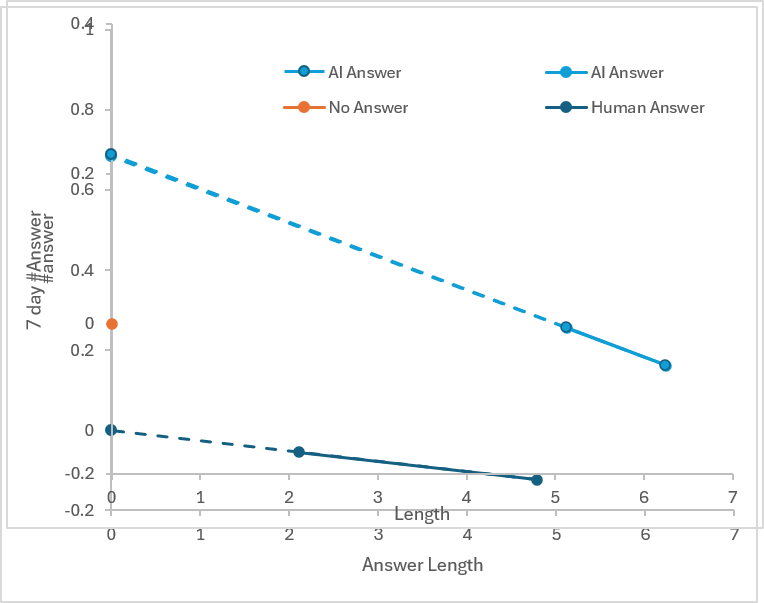 0.4
1
AI Answer
AI Answer
No Answer
Human Answer
0.8
0.2
0.6
0.4
0
0.2
0
-0.2
-0.2
7 day #Answer
#answer
0 1 2 3 4 5 6 7
Length
0 1 2 3 4 5 6 7
Answer Length